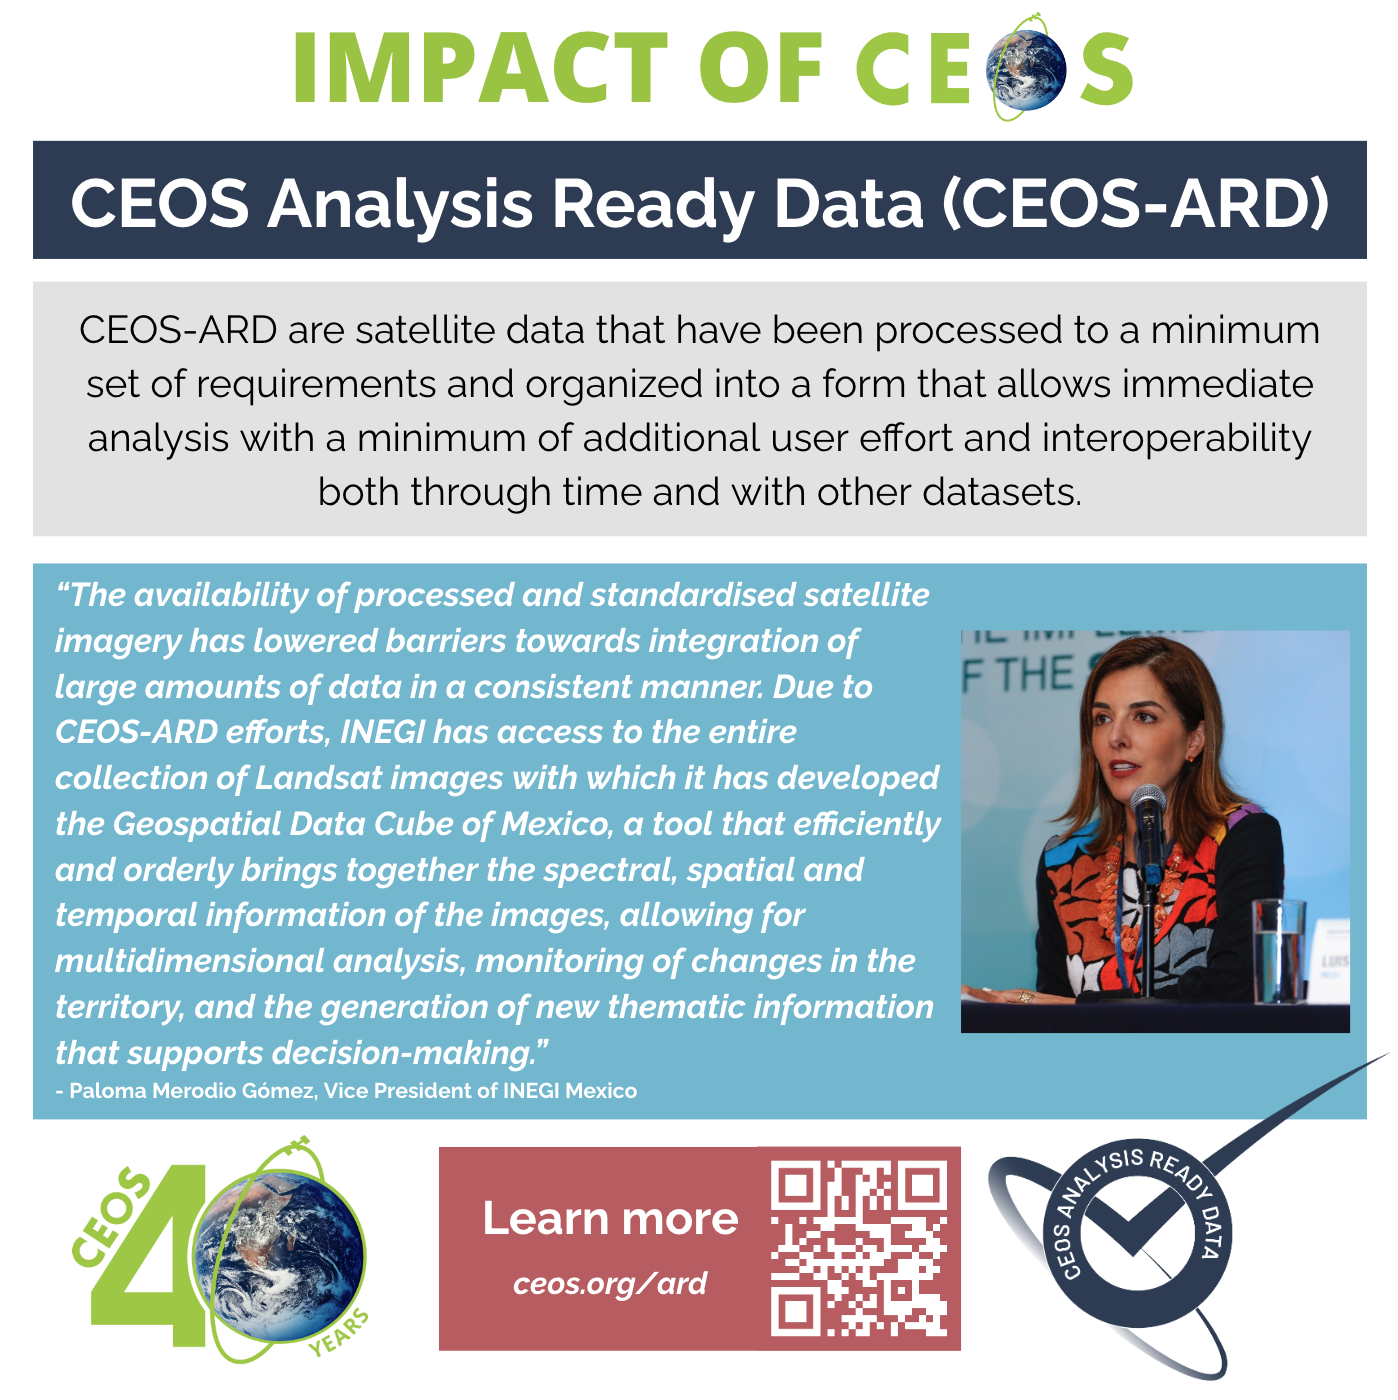 IMPACT OF CEOS
CEOS Analysis Ready Data (CEOS-ARD)
CEOS-ARD are satellite data that have been processed to a minimum
set of requirements and organized into a form that allows immediate
analysis with a minimum of additional user effort and interoperability
both through time and with other datasets.
“The availability of processed and standardised satellite
imagery has lowered barriers towards integration of
large amounts of data in a consistent manner. Due to
CEOS-ARD efforts, INEGI has access to the entire
collection of Landsat images with which it has developed
the Geospatial Data Cube of Mexico, a tool that efficiently
and orderly brings together the spectral, spatial and
temporal information of the images, allowing for
multidimensional analysis, monitoring of changes in the
territory, and the generation of new thematic information
that supports decision-making.”
- Paloma Merodio Gómez, Vice President of INEGI Mexico
F THE
LUIS
CEOS
40
YEARS
Learn more
ceos.org/ard
CEOS ANALYSIS READY DATA